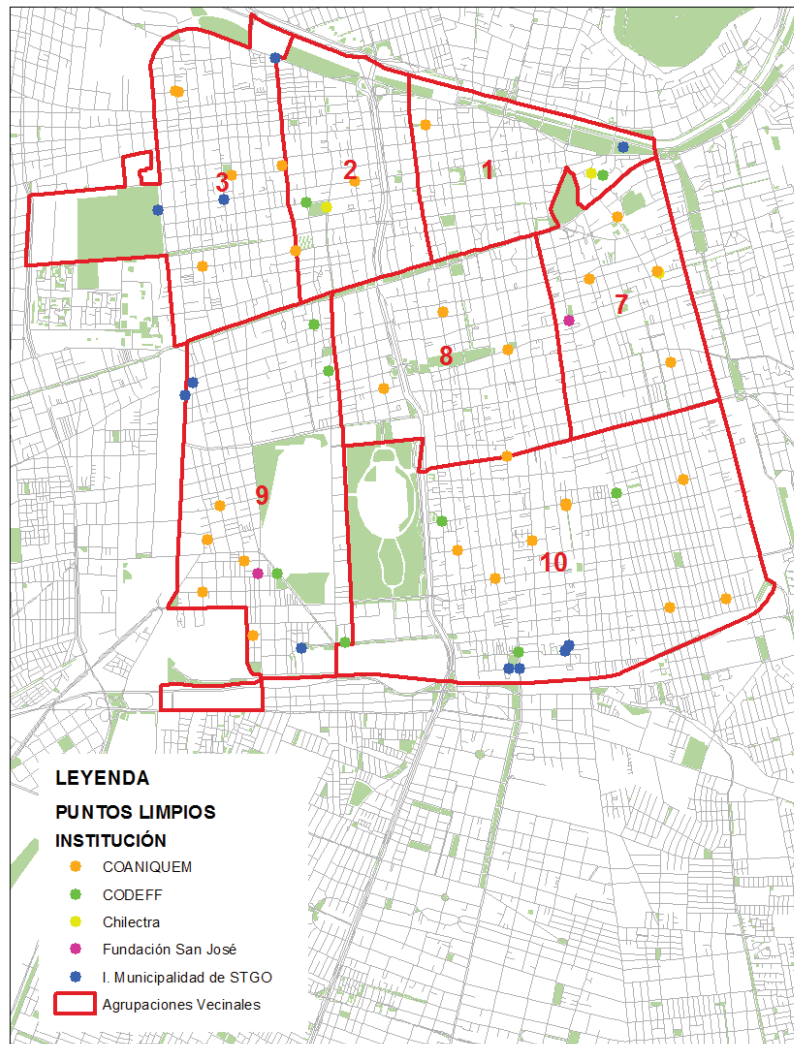 2
3
1
7
8
9
10
LEYENDA
PUNTOS LIMPIOS
INSTITUCIÓN
COANIQUEM
CODEFF
Chilectra
Fundación San José
I. Municipalidad de STGO
Agrupaciones Vecinales